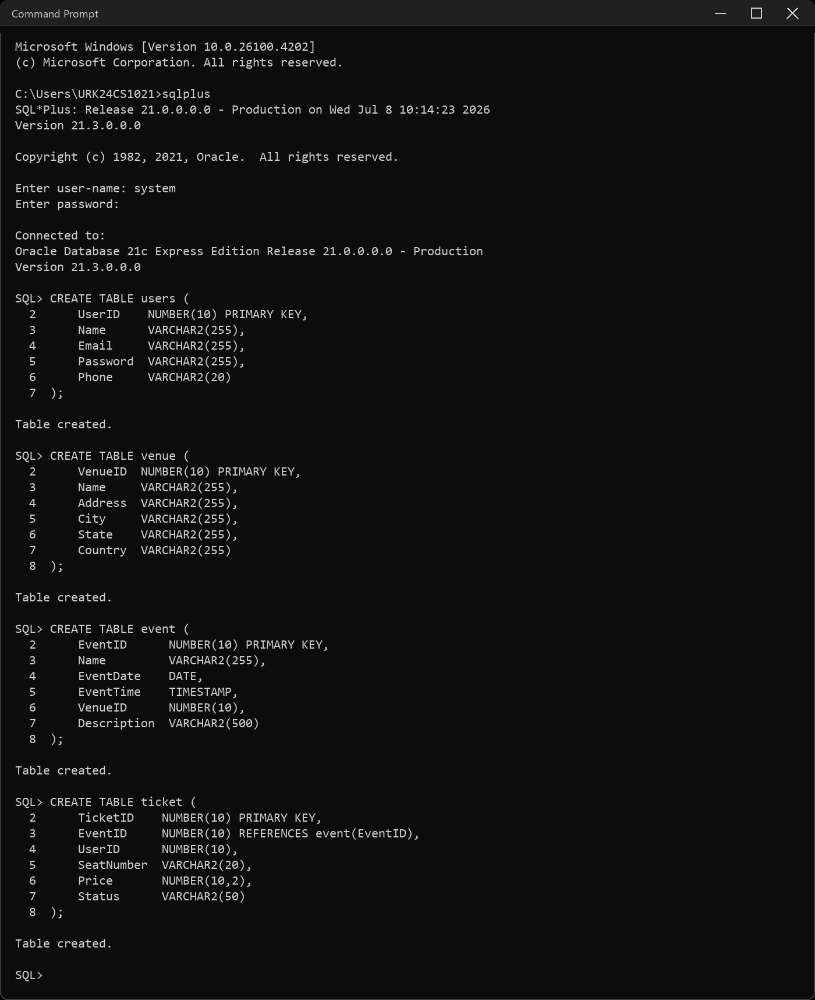 Command Prompt
Microsoft Windows [Version 10.0.26100.4202]
(c) Microsoft Corporation. All rights reserved.
C:\Users\URK24CS1021>sqlplus
SQL*Plus: Release 21.0.0.0.0 - Production on Wed Jul 8 10:14:23 2026
Version 21.3.0.0.0
Copyright (c) 1982, 2021, Oracle.  All rights reserved.
Enter user-name: system
Enter password:
Connected to:
Oracle Database 21c Express Edition Release 21.0.0.0.0 - Production
Version 21.3.0.0.0
SQL> CREATE TABLE users (
  2      UserID    NUMBER(10) PRIMARY KEY,
  3      Name      VARCHAR2(255),
  4      Email     VARCHAR2(255),
  5      Password  VARCHAR2(255),
  6      Phone     VARCHAR2(20)
  7  );
Table created.
SQL> CREATE TABLE venue (
  2      VenueID  NUMBER(10) PRIMARY KEY,
  3      Name     VARCHAR2(255),
  4      Address  VARCHAR2(255),
  5      City     VARCHAR2(255),
  6      State    VARCHAR2(255),
  7      Country  VARCHAR2(255)
  8  );
Table created.
SQL> CREATE TABLE event (
  2      EventID      NUMBER(10) PRIMARY KEY,
  3      Name         VARCHAR2(255),
  4      EventDate    DATE,
  5      EventTime    TIMESTAMP,
  6      VenueID      NUMBER(10),
  7      Description  VARCHAR2(500)
  8  );
Table created.
SQL> CREATE TABLE ticket (
  2      TicketID    NUMBER(10) PRIMARY KEY,
  3      EventID     NUMBER(10) REFERENCES event(EventID),
  4      UserID      NUMBER(10),
  5      SeatNumber  VARCHAR2(20),
  6      Price       NUMBER(10,2),
  7      Status      VARCHAR2(50)
  8  );
Table created.
SQL>